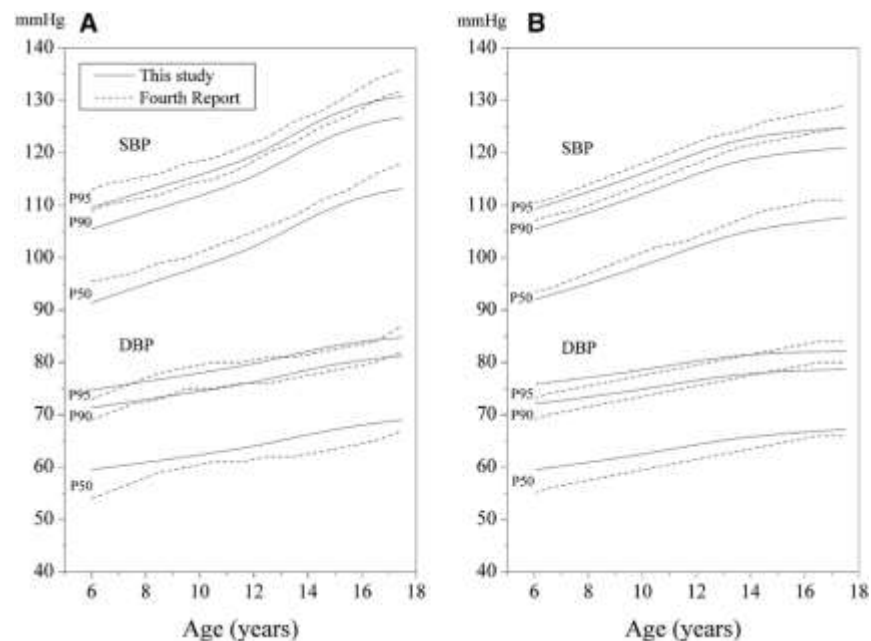 mmHg A mmHg B
140 140
This study
Fourth Report
130 130
SBP SBP
120 120
110 110
P95 P95
P90 P90
100 100
P50 P50
90 90
DBP DBP
80 80
P95 P95
70 70
P90 P90
60 60
P50 P50
50 50
40 40
6 8 10 12 14 16 18 6 8 10 12 14 16 18
Age (years) Age (years)